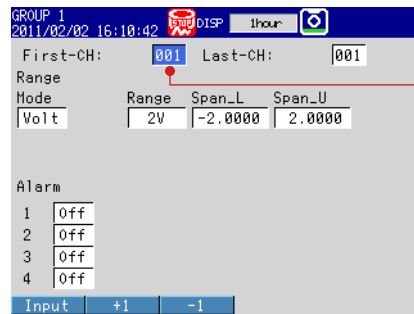 GROUP 1
2011/02/02 16:10:42 STOP DISP 1hour
First-CH: 001 Last-CH: 001
Range
Mode Range Span_L Span_U
Volt 2V -2.0000 2.0000
Alarm
1 Off
2 Off
3 Off
4 Off
Input +1 -1